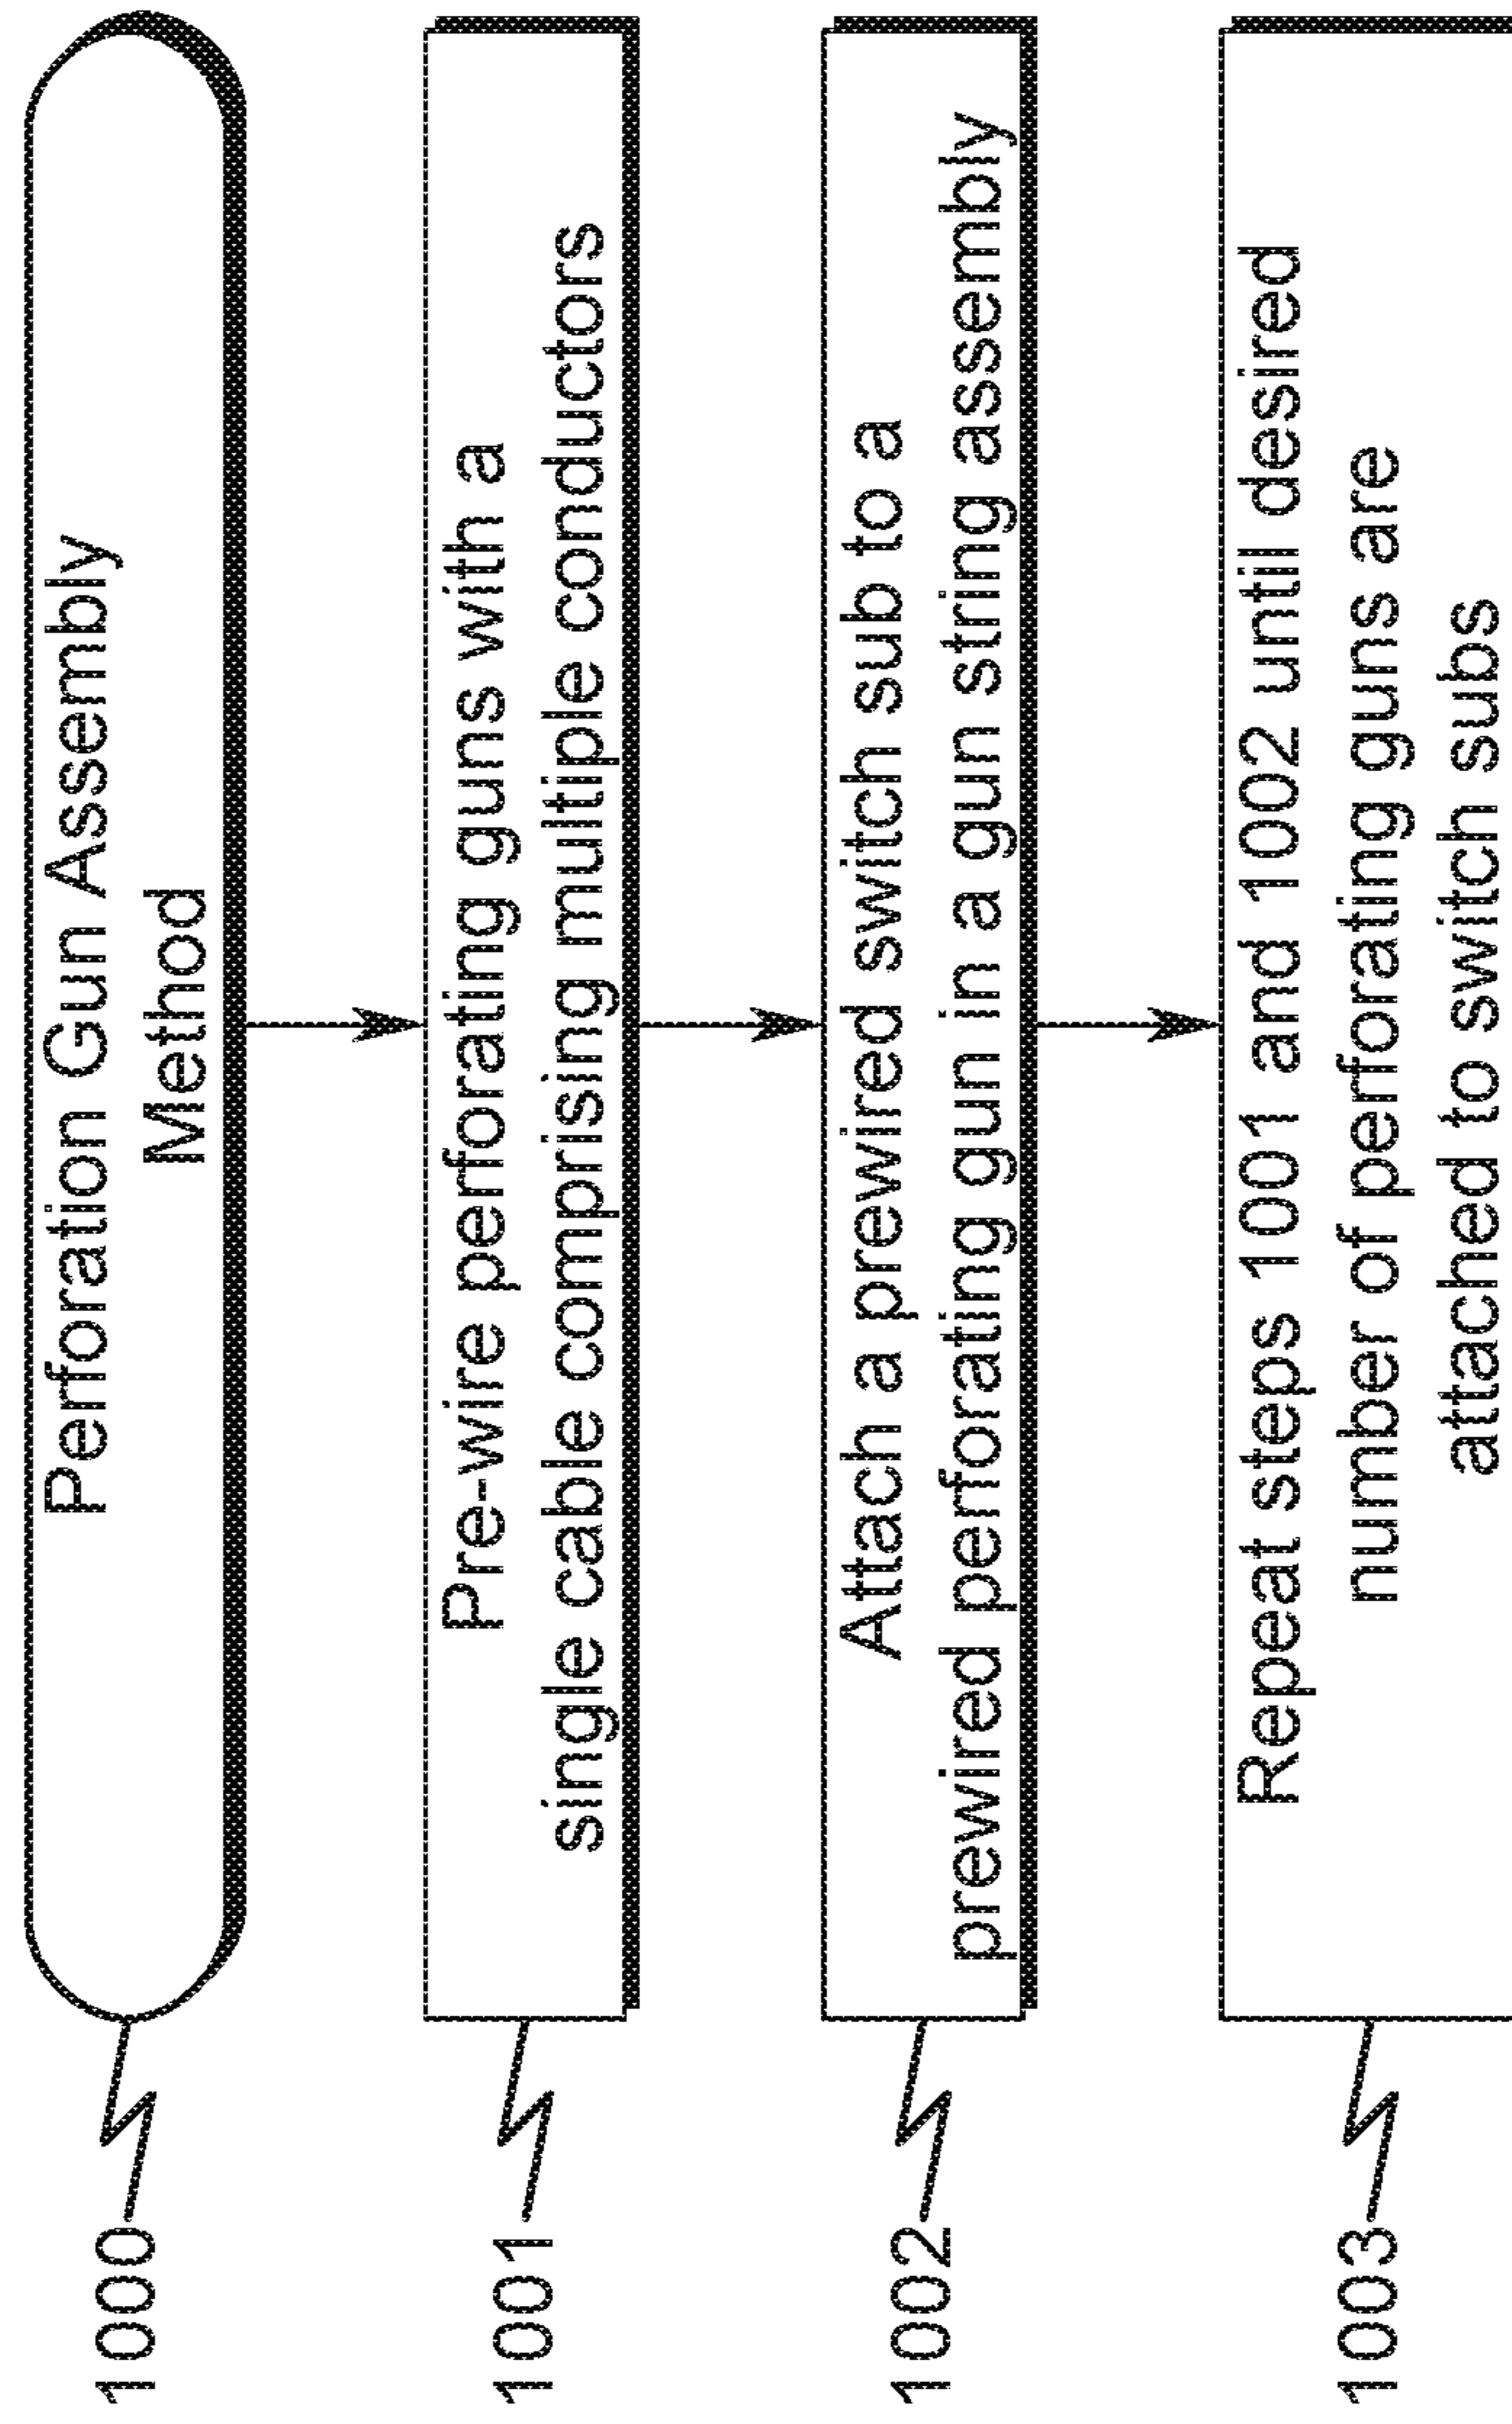 1000
Perforation Gun Assembly
Method
1001
Pre-wire perforating guns with a
single cable comprising multiple conductors
1002
Attach a prewired switch sub to a
prewired perforating gun in a gun string assembly
1003
Repeat steps 1001 and 1002 until desired
number of perforating guns are
attached to switch subs